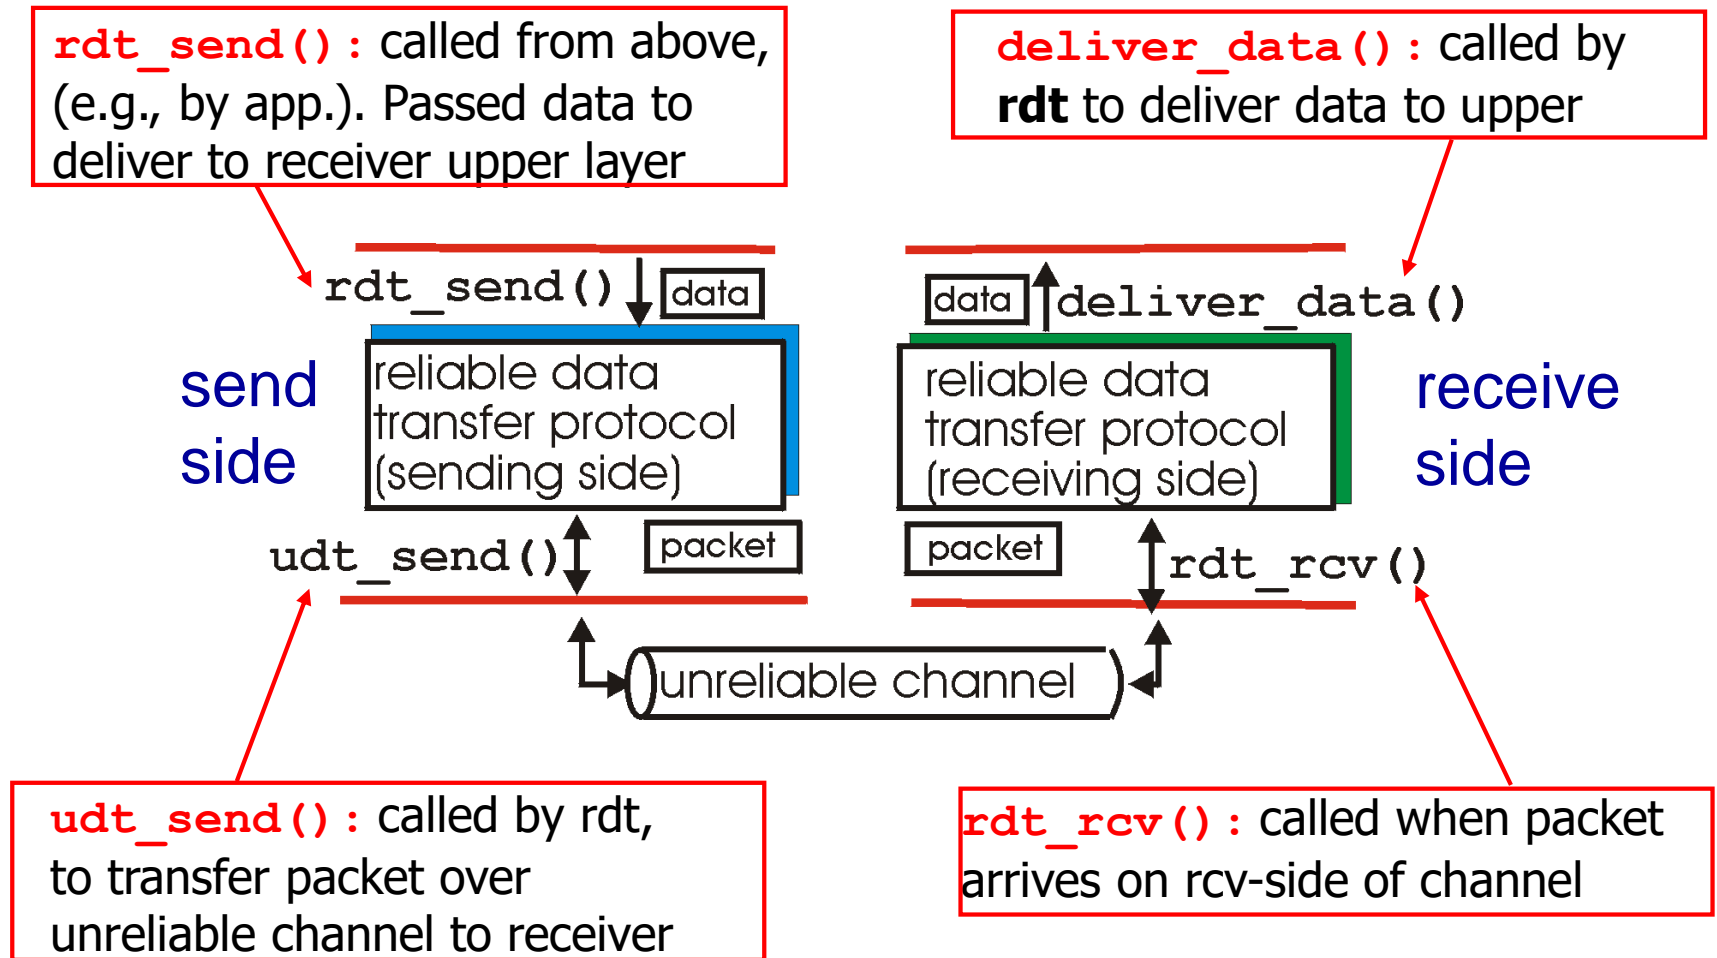 rdt_send(): called from above,
(e.g., by app.). Passed data to
deliver to receiver upper layer
deliver_data(): called by
rdt to deliver data to upper
rdt_send()
data
data
deliver_data()
send
side
reliable data
transfer protocol
(sending side)
reliable data
transfer protocol
(receiving side)
receive
side
udt_send()
packet
packet
rdt_rcv()
unreliable channel
udt_send(): called by rdt,
to transfer packet over
unreliable channel to receiver
rdt_rcv(): called when packet
arrives on rcv-side of channel